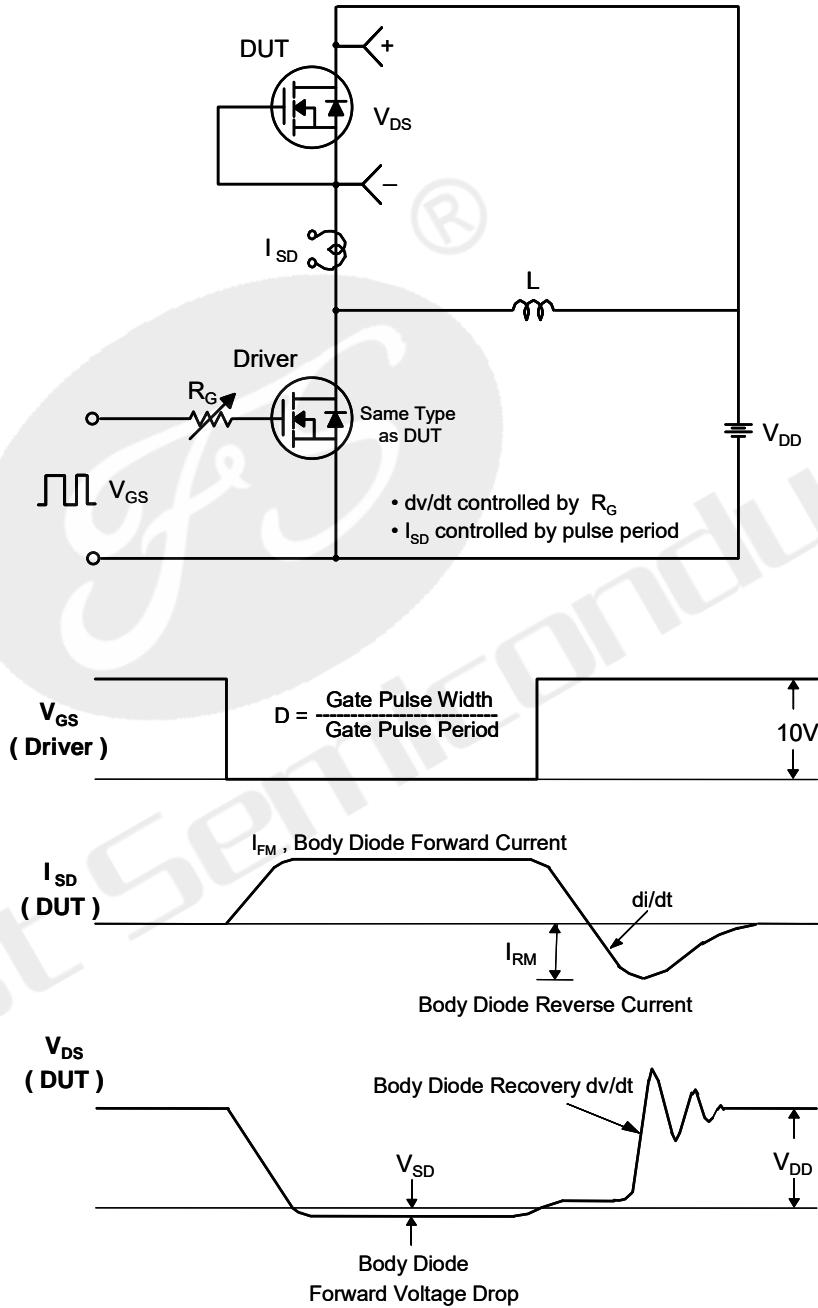 DUT
+
V_DS
−
I_SD
L
Driver
R_G
Same Type
as DUT
V_DD
V_GS
• dv/dt controlled by R_G
• I_SD controlled by pulse period
®
st Semicondu
V_GS
( Driver )
D = Gate Pulse Width
Gate Pulse Period
10V
I_SD
( DUT )
I_FM , Body Diode Forward Current
di/dt
I_RM
Body Diode Reverse Current
V_DS
( DUT )
Body Diode Recovery dv/dt
V_SD
V_DD
Body Diode
Forward Voltage Drop